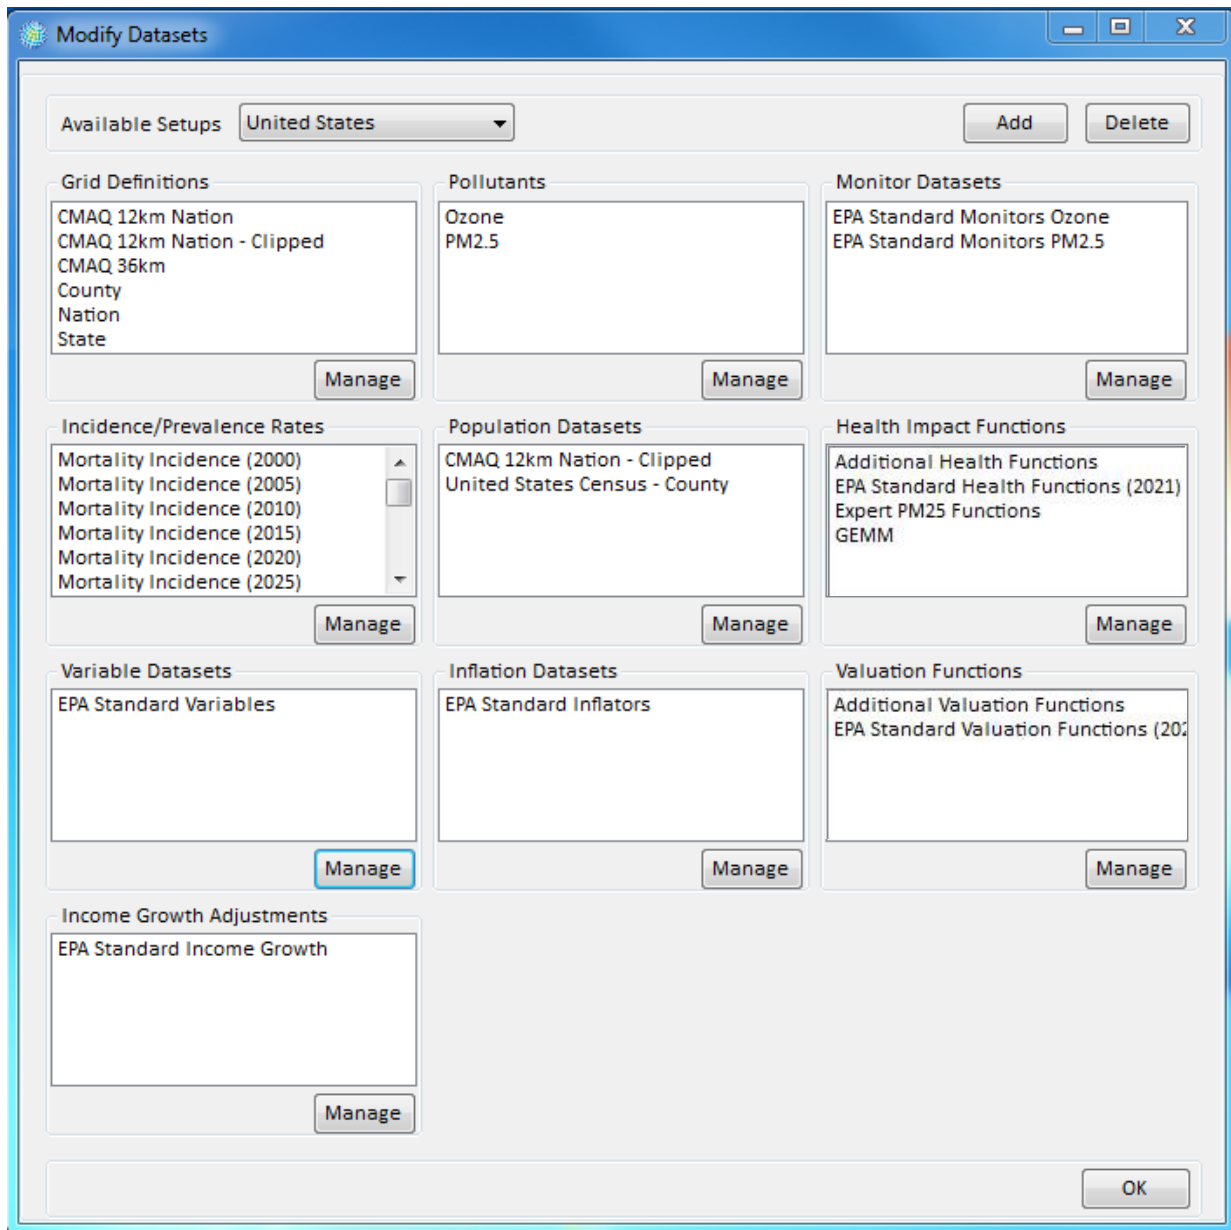 Modify Datasets
Available Setups United States Add Delete
Grid Definitions
CMAQ 12km Nation
CMAQ 12km Nation - Clipped
CMAQ 36km
County
Nation
State
Manage
Pollutants
Ozone
PM2.5
Manage
Monitor Datasets
EPA Standard Monitors Ozone
EPA Standard Monitors PM2.5
Manage
Incidence/Prevalence Rates
Mortality Incidence (2000)
Mortality Incidence (2005)
Mortality Incidence (2010)
Mortality Incidence (2015)
Mortality Incidence (2020)
Mortality Incidence (2025)
Manage
Population Datasets
CMAQ 12km Nation - Clipped
United States Census - County
Manage
Health Impact Functions
Additional Health Functions
EPA Standard Health Functions (2021)
Expert PM25 Functions
GEMM
Manage
Variable Datasets
EPA Standard Variables
Manage
Inflation Datasets
EPA Standard Inflators
Manage
Valuation Functions
Additional Valuation Functions
EPA Standard Valuation Functions
Manage
Income Growth Adjustments
EPA Standard Income Growth
Manage
OK